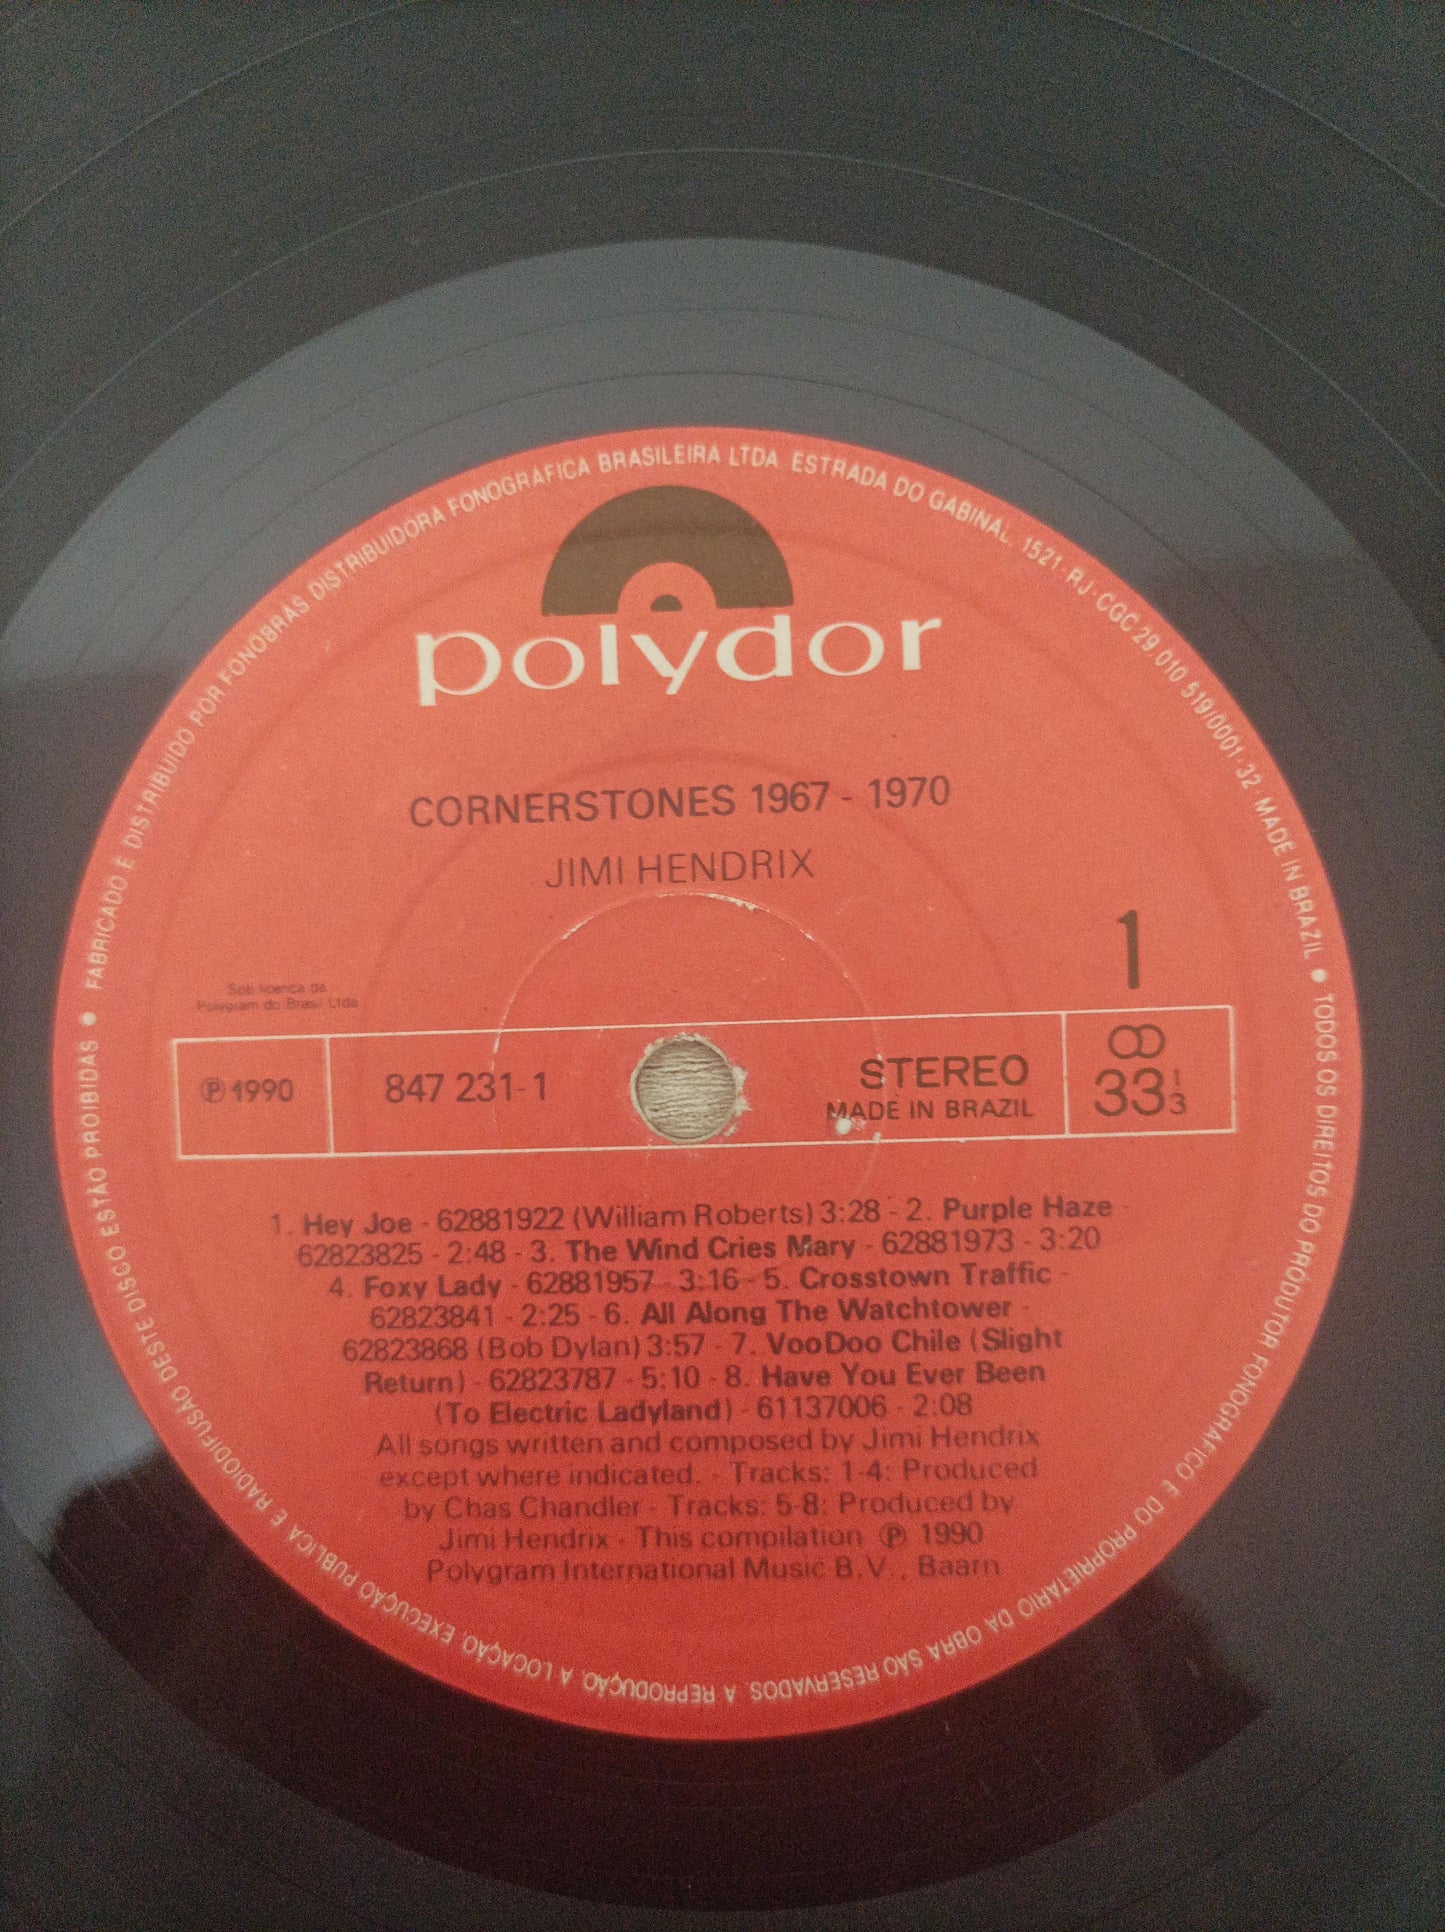 FABRICADO E DISTRIBUIDO POR FONOBRAS DISTRIBUIDORA FONOGRÁFICA BRASILEIRA LTDA ESTRADA DO GABINAL, 1521 - RJ - CGC 29 010 519/0001-32 - MADE IN BRAZIL ● TODOS OS DIREITOS DO PRODUTOR FONOGRAFICO E DO PROPRIETARIO DA OBRA SÃO RESERVADOS. A REPRODUÇÃO, A LOCAÇÃO, EXECUÇÃO PUBLICA E RADIODIFUSÃO DESTE DISCO ESTÃO PROIBIDAS ●
polydor
CORNERSTONES 1967 - 1970
JIMI HENDRIX
1
Sob licença de
Polygram do Brasil Ltda
℗ 1990
847 231-1
STEREO
MADE IN BRAZIL
33 1/3
1. Hey Joe - 62881922 (William Roberts) 3:28 - 2. Purple Haze -
62823825 - 2:48 - 3. The Wind Cries Mary - 62881973 - 3:20
4. Foxy Lady - 62881957 - 3:16 - 5. Crosstown Traffic -
62823841 - 2:25 - 6. All Along The Watchtower -
62823868 (Bob Dylan) 3:57 - 7. VooDoo Chile (Slight
Return) - 62823787 - 5:10 - 8. Have You Ever Been
(To Electric Ladyland) - 61137006 - 2:08
All songs written and composed by Jimi Hendrix
except where indicated. - Tracks: 1-4: Produced
by Chas Chandler - Tracks: 5-8: Produced by
Jimi Hendrix - This compilation ℗ 1990
Polygram International Music B.V., Baarn